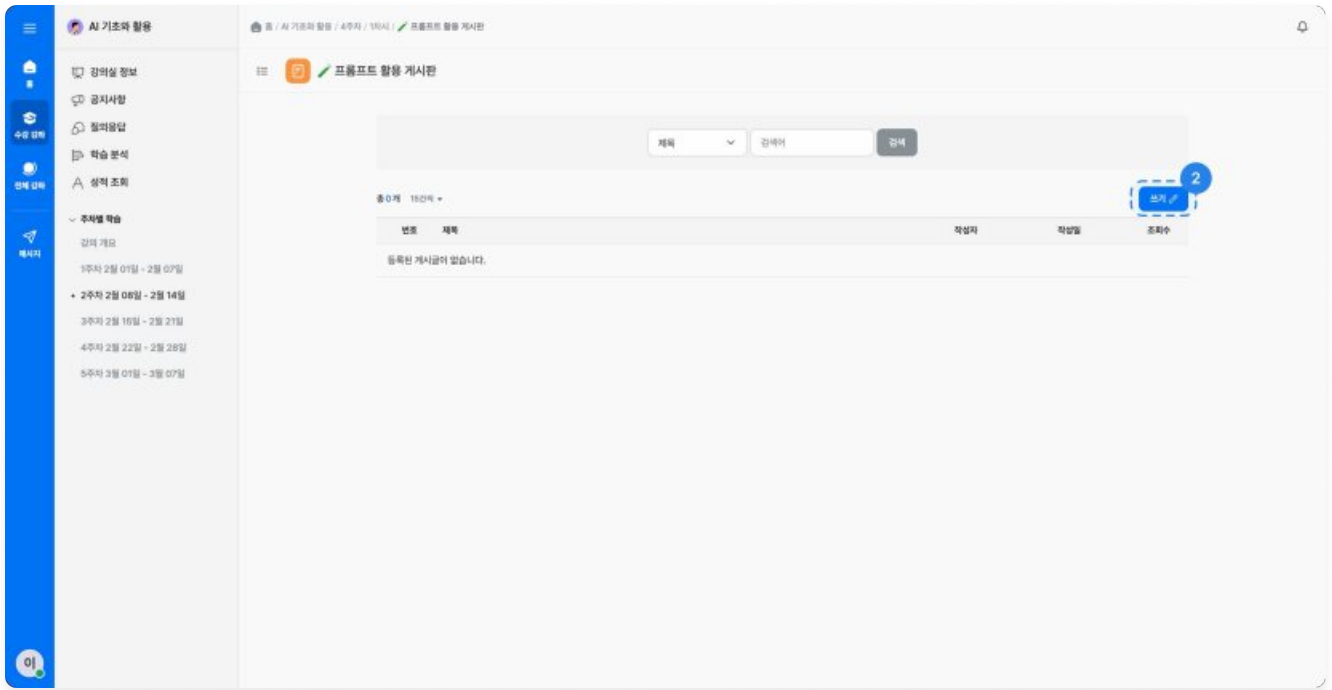 AI 기초와 활용
홈 / AI 기초와 활용 / 4주차 / 1차시 / 프롬프트 활용 게시판
홈
수강 강좌
전체 강좌
메시지
이
강의실 정보
공지사항
질의응답
학습 분석
성적 조회
주차별 학습
강의 개요
1주차 2월 01일 - 2월 07일
2주차 2월 08일 - 2월 14일
3주차 2월 15일 - 2월 21일
4주차 2월 22일 - 2월 28일
5주차 3월 01일 - 3월 07일
프롬프트 활용 게시판
제목 검색어 검색
총 0개 15건씩
쓰기
2
번호 제목 작성자 작성일 조회수
등록된 게시글이 없습니다.